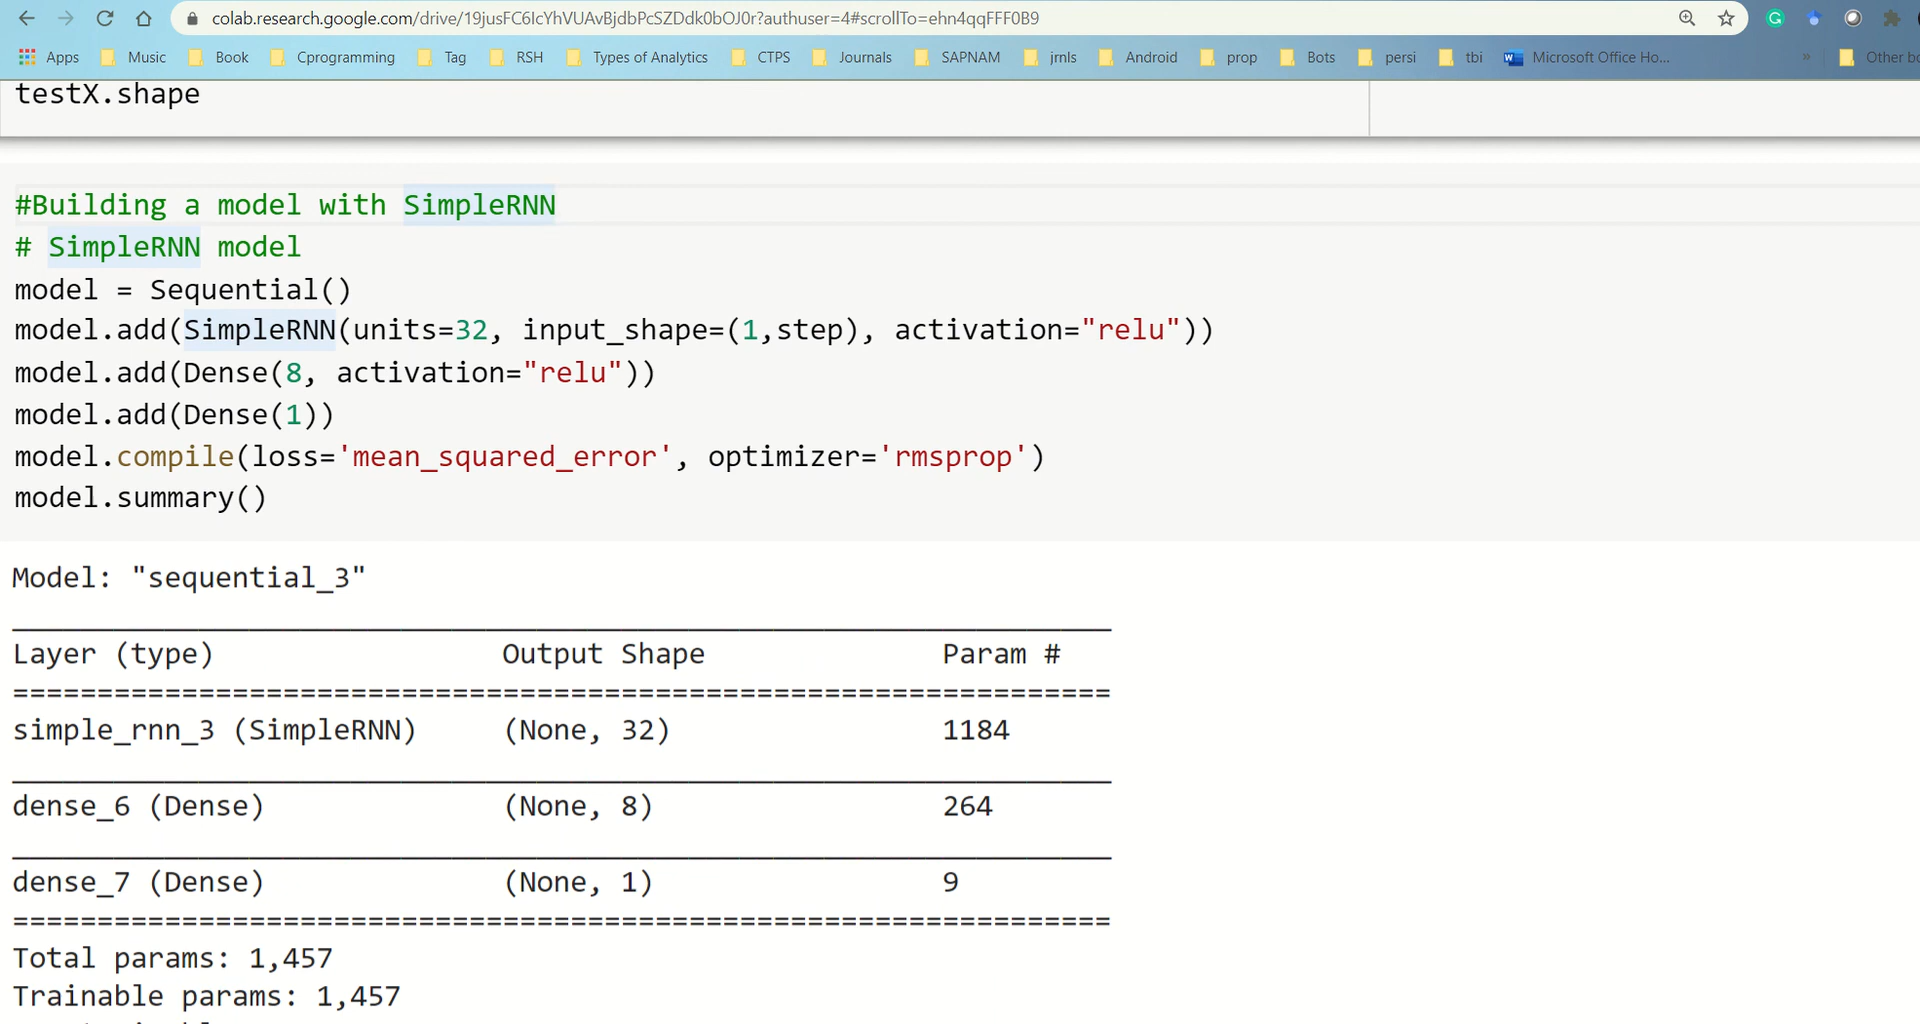 colab.research.google.com/drive/19jusFC6IcYhVUAvBjdbPcSZDdk0bOJ0r?authuser=4#scrollTo=ehn4qqFFF0B9
Apps Music Book Cprogramming Tag RSH Types of Analytics CTPS Journals SAPNAM jrnls Android prop Bots persi tbi Microsoft Office Ho... » Other bo
testX.shape
#Building a model with SimpleRNN
# SimpleRNN model
model = Sequential()
model.add(SimpleRNN(units=32, input_shape=(1,step), activation="relu"))
model.add(Dense(8, activation="relu"))
model.add(Dense(1))
model.compile(loss='mean_squared_error', optimizer='rmsprop')
model.summary()
Model: "sequential_3"
Layer (type) Output Shape Param #
simple_rnn_3 (SimpleRNN) (None, 32) 1184
dense_6 (Dense) (None, 8) 264
dense_7 (Dense) (None, 1) 9
Total params: 1,457
Trainable params: 1,457